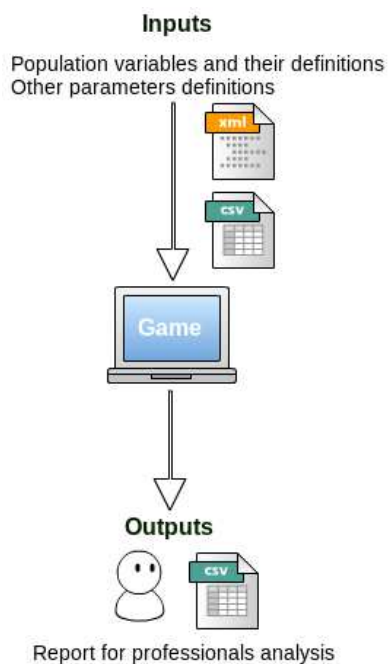 Inputs
Population variables and their definitions
Other parameters definitions
xml
csv
Game
Outputs
csv
Report for professionals analysis